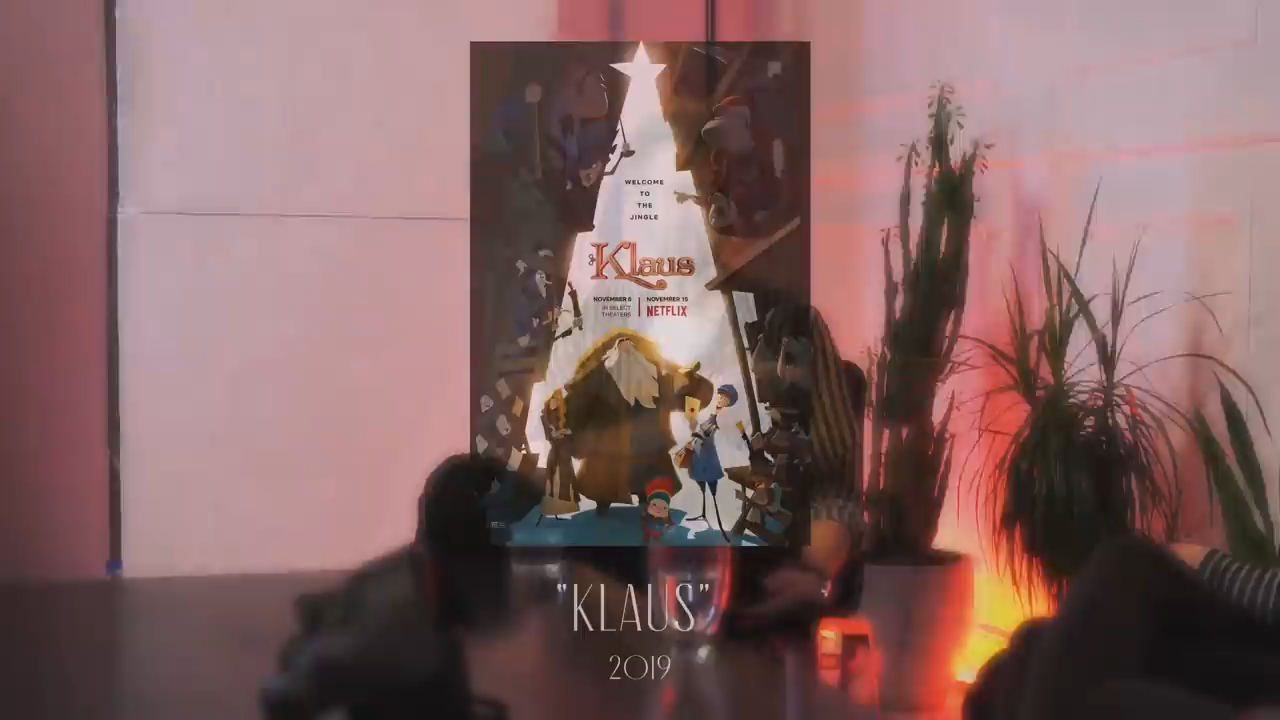 WELCOME
TO
THE
JINGLE
Klaus
NOVEMBER 8
IN SELECT
THEATERS
NOVEMBER 15
NETFLIX
"KLAUS"
2019